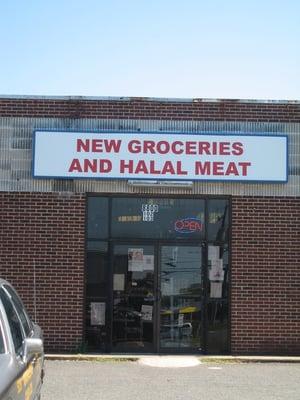 NEW GROCERIES
AND HALAL MEAT
OPEN